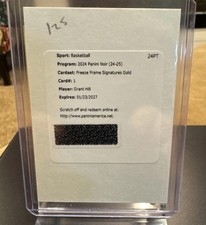 125
Sport: Basketball 24PT
Program: 2024 Panini Noir (24-25)
Cardset: Freeze Frame Signatures Gold
Card#: 1
Player: Grant Hill
Expires: 01/23/2027
Scratch off and redeem online at:
http://www.paniniamerica.net